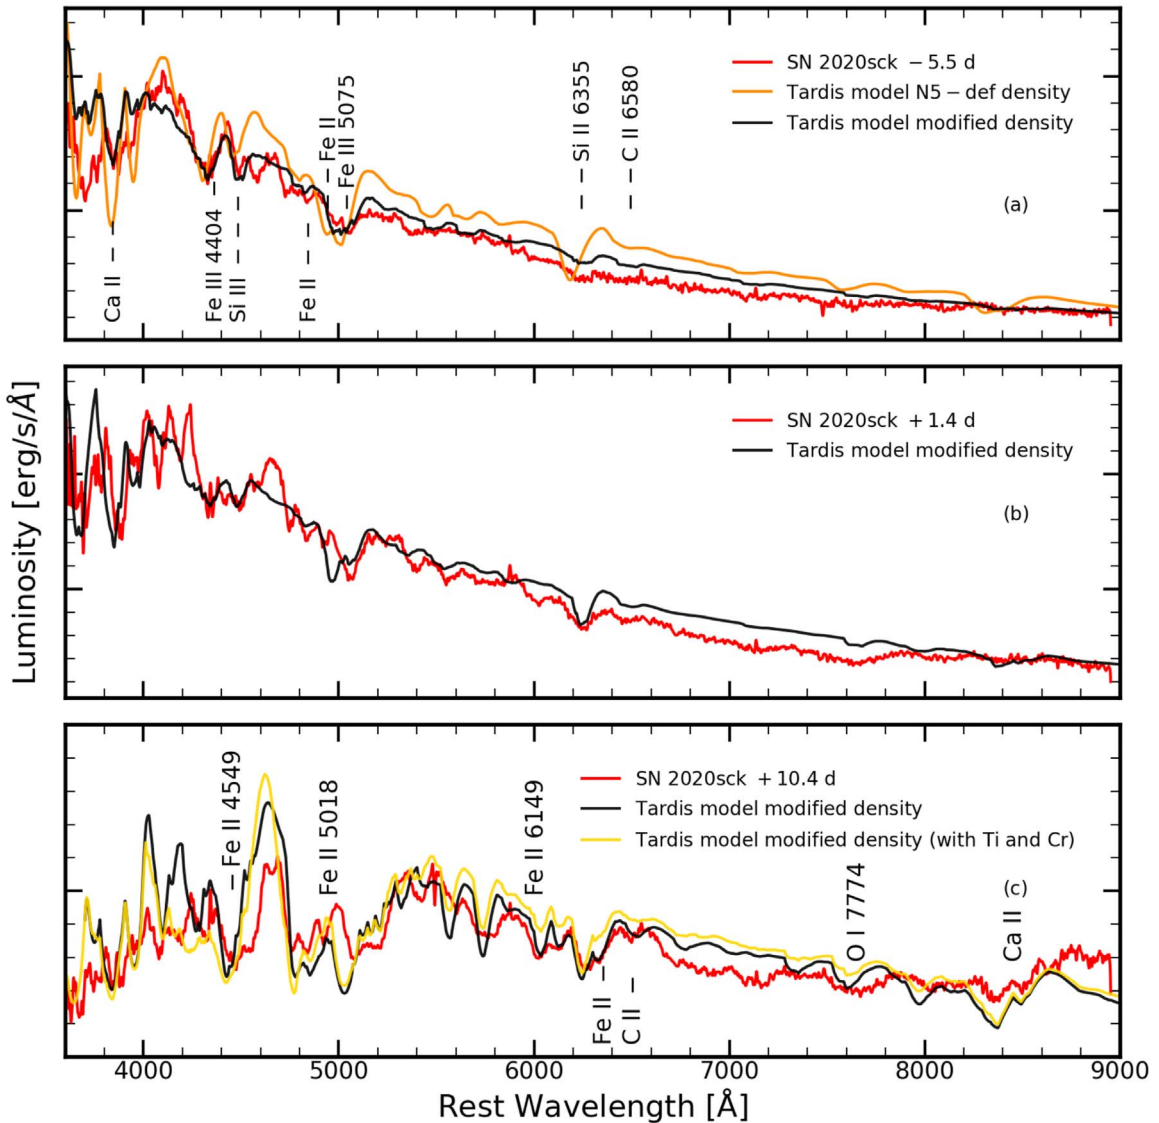 SN 2020sck − 5.5 d
Tardis model N5 − def density
Tardis model modified density
Ca II
Fe III 4404
Si III
Fe II
Fe II
Fe III 5075
Si II 6355
C II 6580
(a)
SN 2020sck + 1.4 d
Tardis model modified density
(b)
Luminosity [erg/s/Å]
SN 2020sck + 10.4 d
Tardis model modified density
Tardis model modified density (with Ti and Cr)
Fe II 4549
Fe II 5018
Fe II 6149
Fe II
C II
O I 7774
Ca II
(c)
4000 5000 6000 7000 8000 9000
Rest Wavelength [Å]